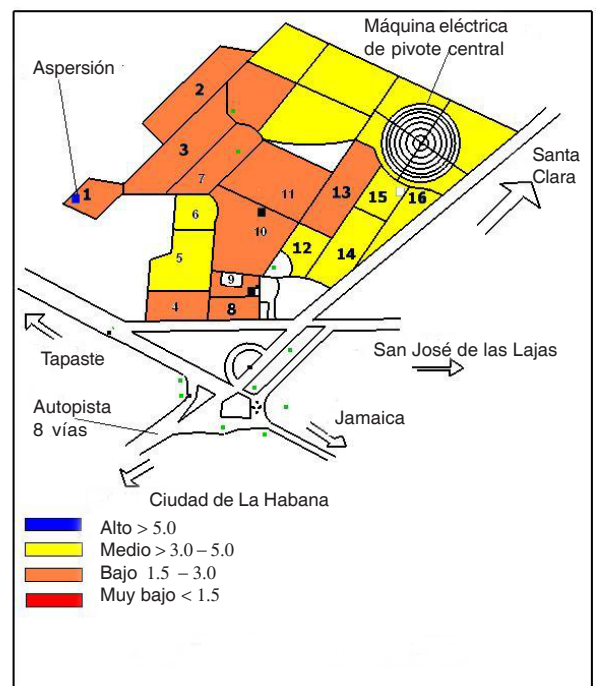 Máquina eléctrica
de pivote central
Aspersión
2
3
Santa
Clara
7
1
11
13
15
16
6
10
12
14
5
9
4
8
San José de las Lajas
Tapaste
Autopista
8 vías
Jamaica
Ciudad de La Habana
Alto > 5.0
Medio > 3.0 – 5.0
Bajo 1.5 – 3.0
Muy bajo < 1.5